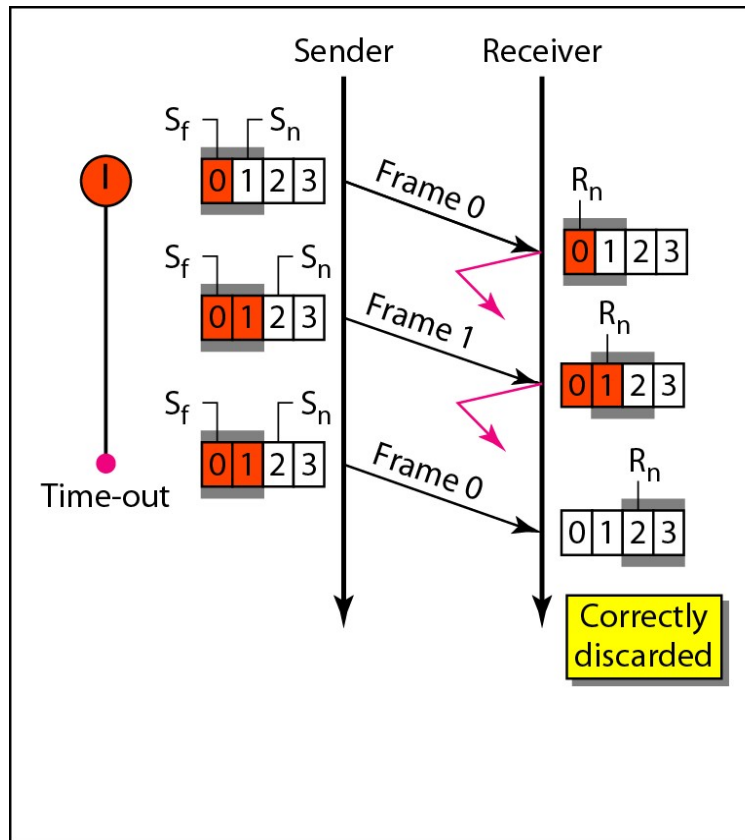 Sender Receiver
Sf Sn
0 1 2 3
Frame 0
Rn
0 1 2 3
Sf Sn
0 1 2 3
Frame 1
Rn
0 1 2 3
Sf Sn
0 1 2 3
Time-out
Frame 0
Rn
0 1 2 3
Correctly
discarded